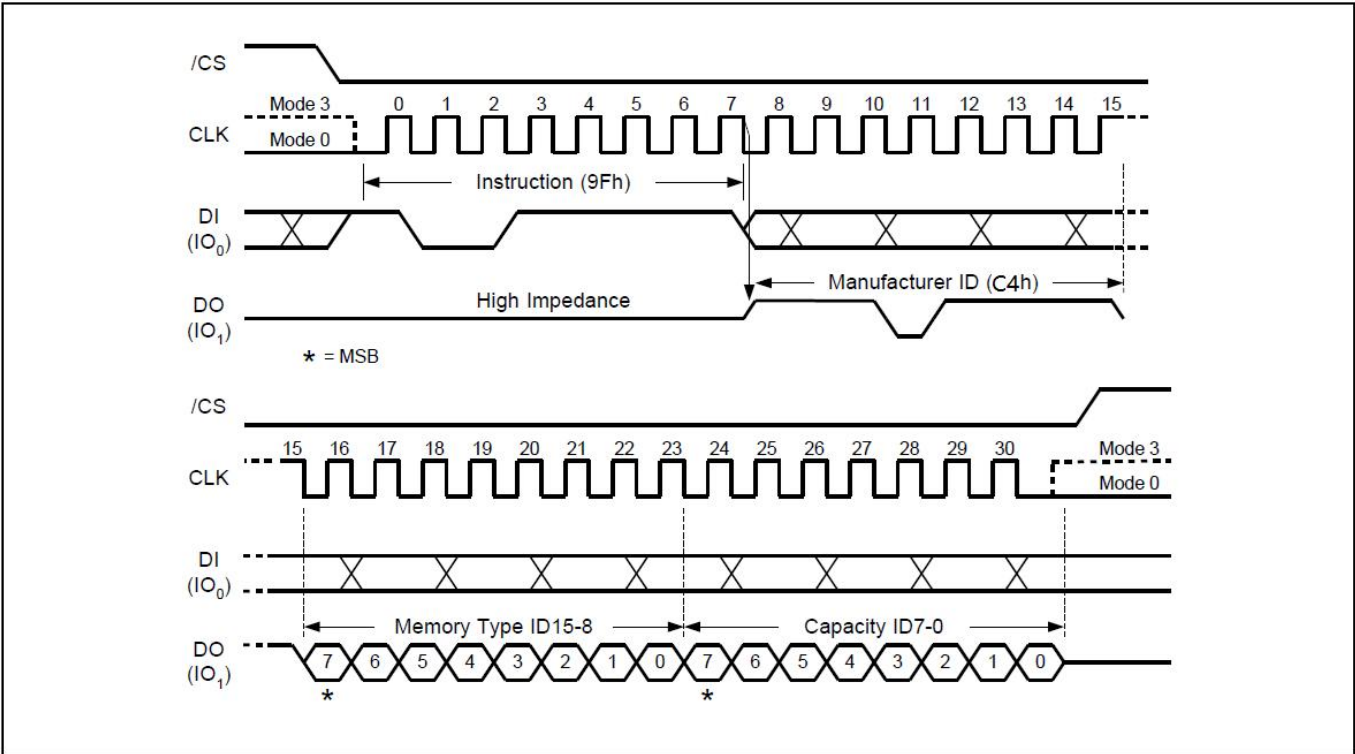 /CS
Mode 3 0 1 2 3 4 5 6 7 8 9 10 11 12 13 14 15
CLK
Mode 0
Instruction (9Fh)
DI
(IO0)
Manufacturer ID (C4h)
High Impedance
DO
(IO1)
* = MSB
/CS
15 16 17 18 19 20 21 22 23 24 25 26 27 28 29 30 Mode 3
CLK
Mode 0
DI
(IO0)
Memory Type ID15-8 Capacity ID7-0
DO
(IO1)
7 6 5 4 3 2 1 0 7 6 5 4 3 2 1 0
* *